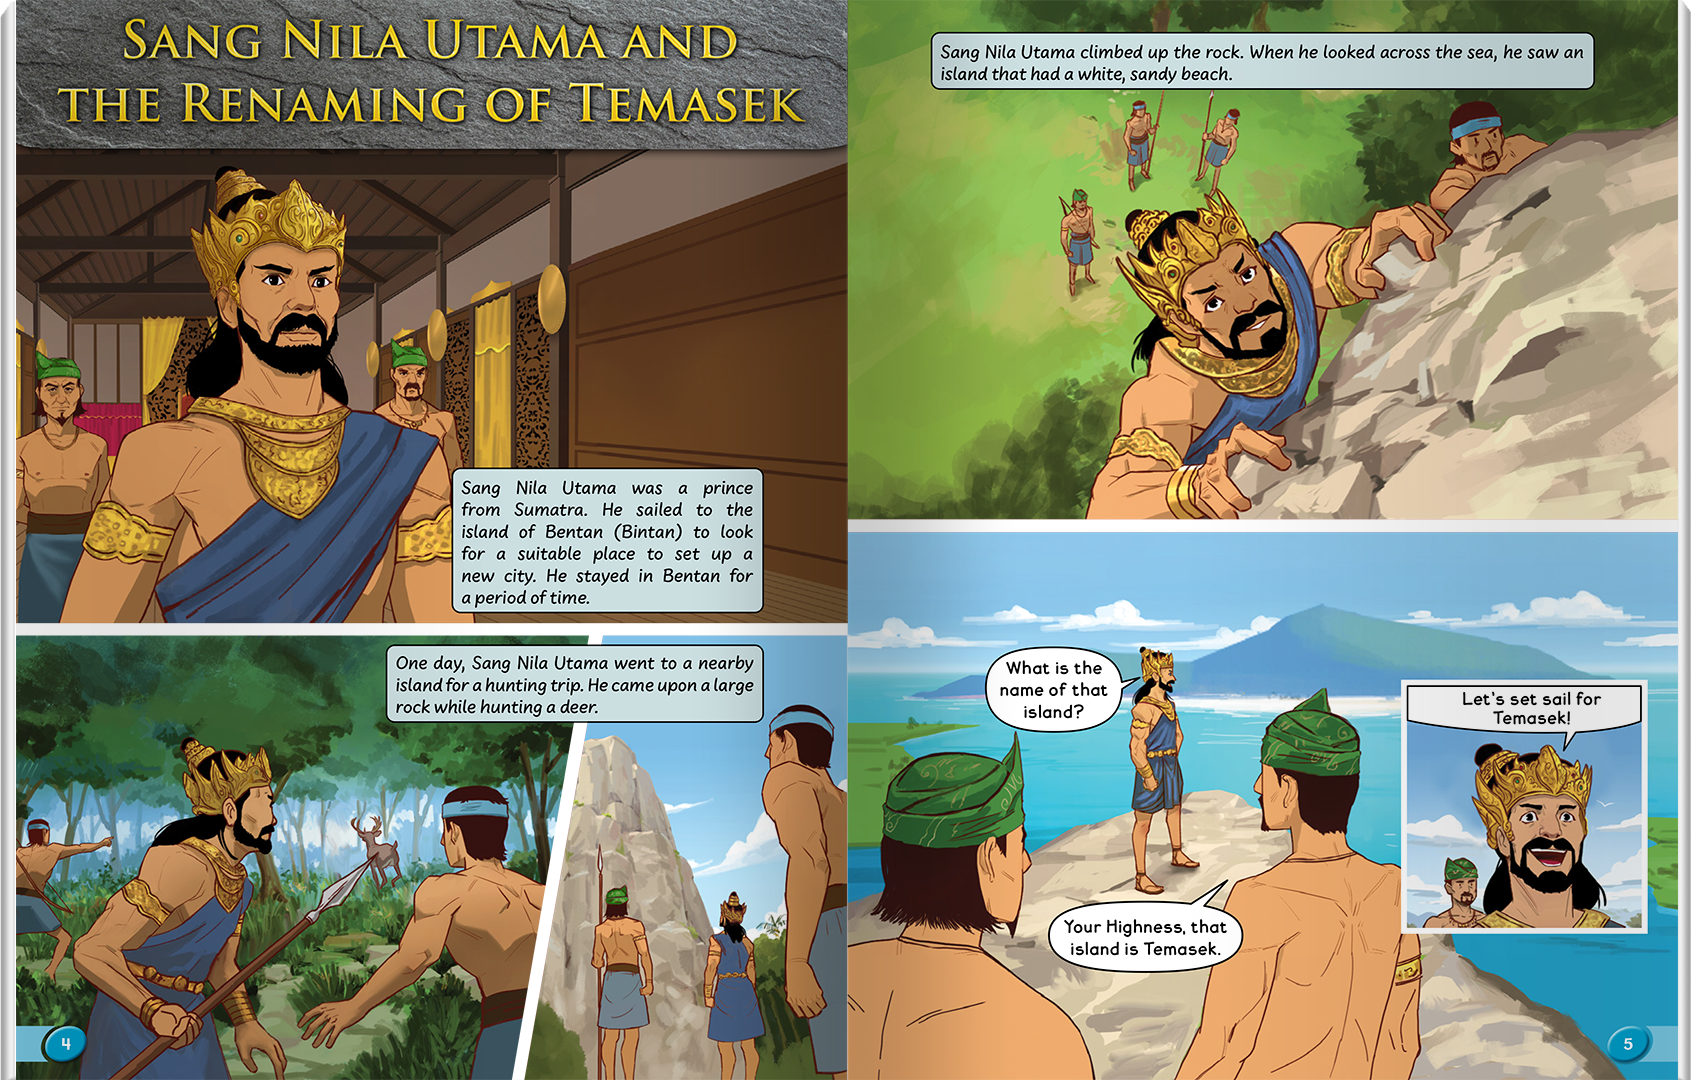 SANG NILA UTAMA AND
THE RENAMING OF TEMASEK
Sang Nila Utama was a prince
from Sumatra. He sailed to the
island of Bentan (Bintan) to look
for a suitable place to set up a
new city. He stayed in Bentan for
a period of time.
One day, Sang Nila Utama went to a nearby
island for a hunting trip. He came upon a large
rock while hunting a deer.
4
Sang Nila Utama climbed up the rock. When he looked across the sea, he saw an
island that had a white, sandy beach.
What is the
name of that
island?
Your Highness, that
island is Temasek.
Let's set sail for
Temasek!
5